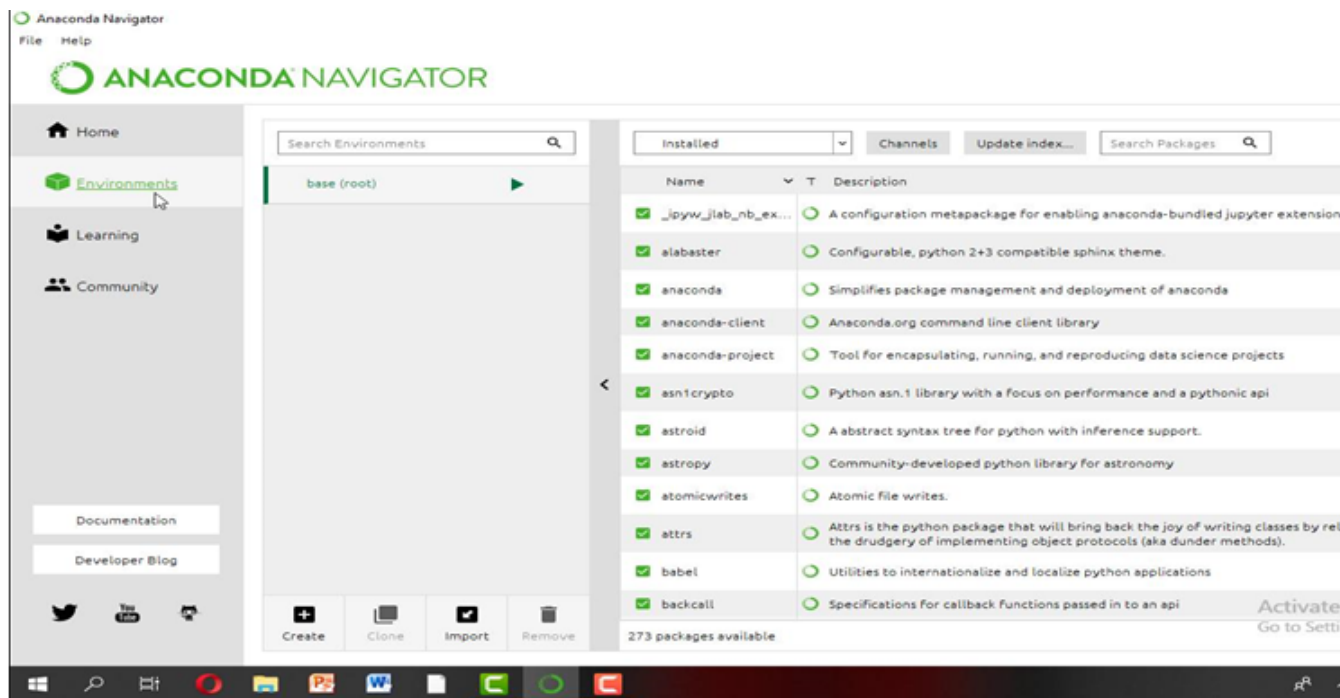 Anaconda Navigator
File Help
ANACONDA NAVIGATOR
Home
Environments
Learning
Community
Documentation
Developer Blog
You Tube
Search Environments
base (root)
Create Clone Import Remove
Installed Channels Update index... Search Packages
Name T Description
_ipyw_jlab_nb_ex... A configuration metapackage for enabling anaconda-bundled jupyter extension
alabaster Configurable, python 2+3 compatible sphinx theme.
anaconda Simplifies package management and deployment of anaconda
anaconda-client Anaconda.org command line client library
anaconda-project Tool for encapsulating, running, and reproducing data science projects
asn1crypto Python asn.1 library with a focus on performance and a pythonic api
astroid A abstract syntax tree for python with inference support.
astropy Community-developed python library for astronomy
atomicwrites Atomic file writes.
attrs Attrs is the python package that will bring back the joy of writing classes by rel
the drudgery of implementing object protocols (aka dunder methods).
babel Utilities to internationalize and localize python applications
backcall Specifications for callback functions passed in to an api
273 packages available
Activate
Go to Setti